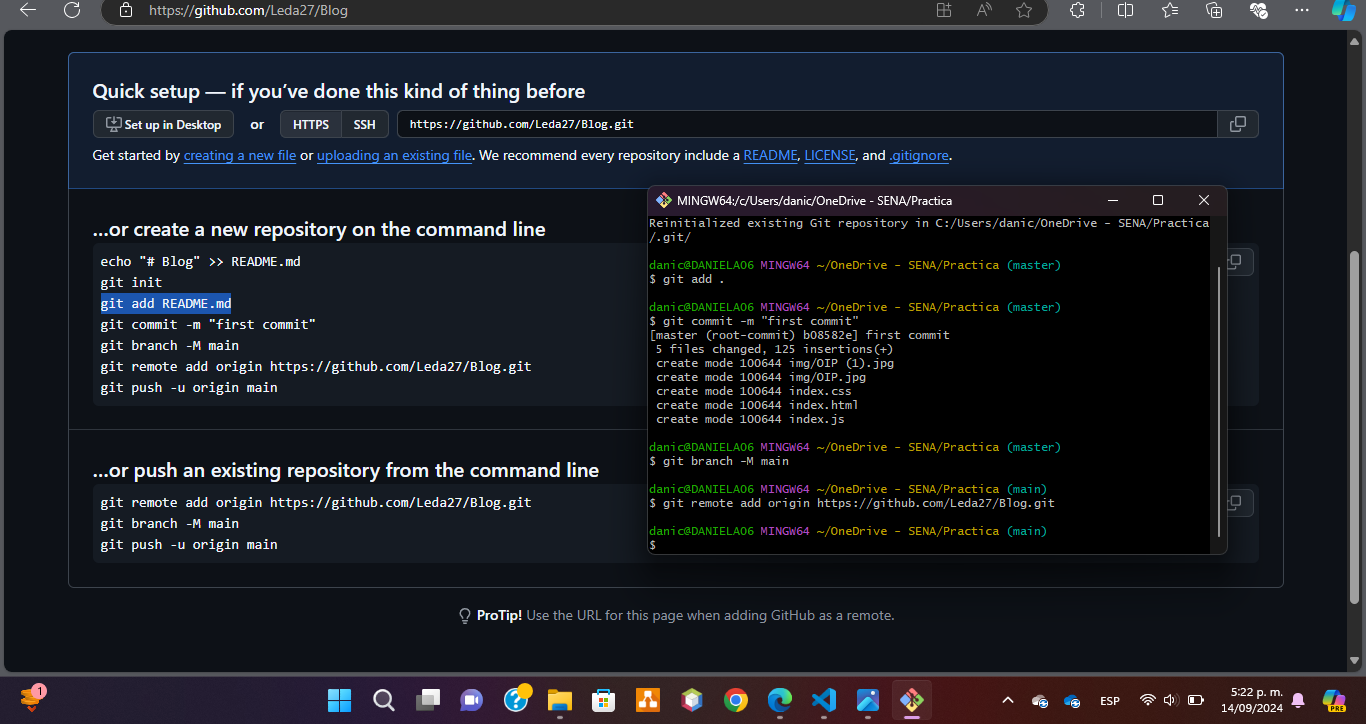 https://github.com/Leda27/Blog
Quick setup — if you've done this kind of thing before
Set up in Desktop or HTTPS SSH https://github.com/Leda27/Blog.git
Get started by creating a new file or uploading an existing file. We recommend every repository include a README, LICENSE, and .gitignore.
…or create a new repository on the command line
echo "# Blog" >> README.md
git init
git add README.md
git commit -m "first commit"
git branch -M main
git remote add origin https://github.com/Leda27/Blog.git
git push -u origin main
…or push an existing repository from the command line
git remote add origin https://github.com/Leda27/Blog.git
git branch -M main
git push -u origin main
MINGW64:/c/Users/danic/OneDrive - SENA/Practica
Reinitialized existing Git repository in C:/Users/danic/OneDrive - SENA/Practica
/.git/
danic@DANIELA06 MINGW64 ~/OneDrive - SENA/Practica (master)
$ git add .
danic@DANIELA06 MINGW64 ~/OneDrive - SENA/Practica (master)
$ git commit -m "first commit"
[master (root-commit) b08582e] first commit
5 files changed, 125 insertions(+)
create mode 100644 img/OIP (1).jpg
create mode 100644 img/OIP.jpg
create mode 100644 index.css
create mode 100644 index.html
create mode 100644 index.js
danic@DANIELA06 MINGW64 ~/OneDrive - SENA/Practica (master)
$ git branch -M main
danic@DANIELA06 MINGW64 ~/OneDrive - SENA/Practica (main)
$ git remote add origin https://github.com/Leda27/Blog.git
danic@DANIELA06 MINGW64 ~/OneDrive - SENA/Practica (main)
$
ProTip! Use the URL for this page when adding GitHub as a remote.
1
ESP
5:22 p. m.
14/09/2024
PRE